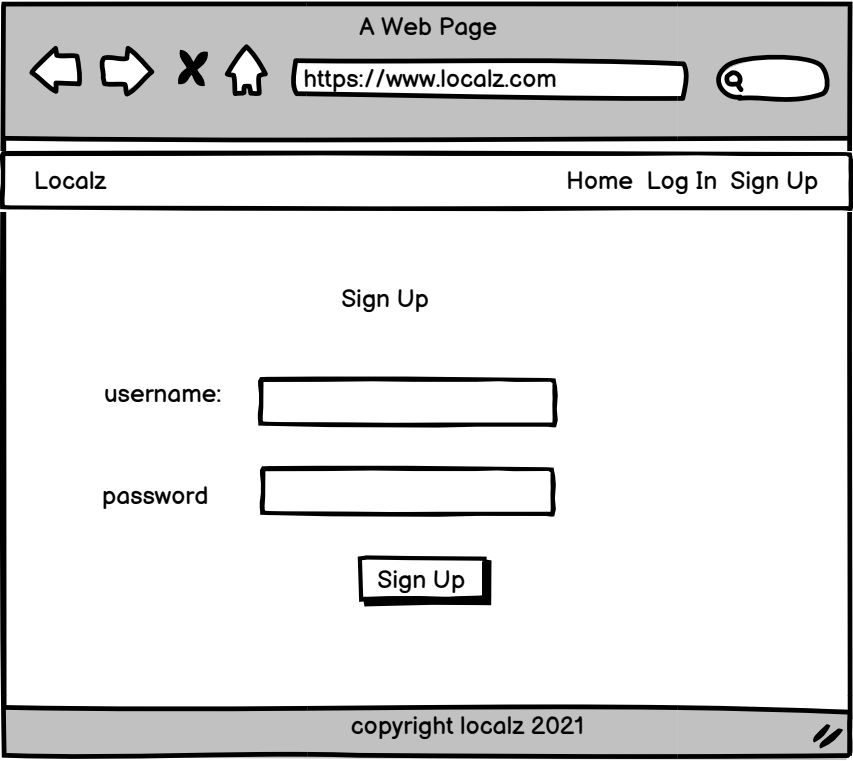 A Web Page
https://www.localz.com
Localz Home Log In Sign Up
Sign Up
username:
password
Sign Up
copyright localz 2021